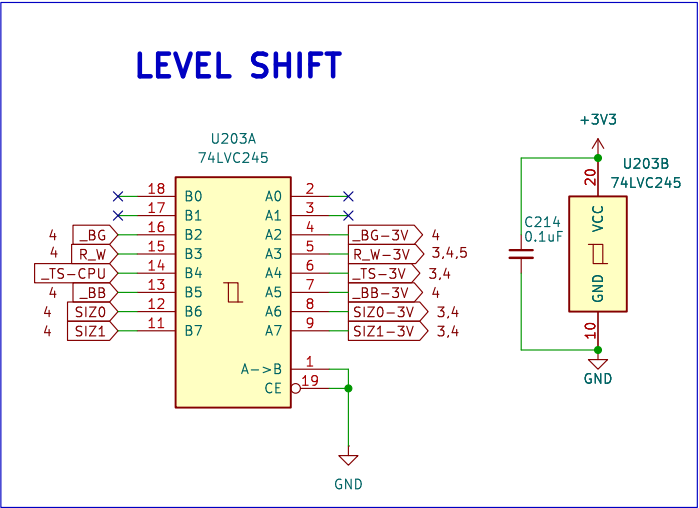 LEVEL SHIFT
U203A
74LVC245
18 B0 A0 2
17 B1 A1 3
4 _BG 16 B2 A2 4 _BG-3V 4
4 R_W 15 B3 A3 5 R_W-3V 3,4,5
_TS-CPU 14 B4 A4 6 _TS-3V 3,4
4 _BB 13 B5 A5 7 _BB-3V 4
4 SIZ0 12 B6 A6 8 SIZ0-3V 3,4
4 SIZ1 11 B7 A7 9 SIZ1-3V 3,4
A->B 1
CE 19
GND
+3V3
U203B
74LVC245
20
VCC
C214
0.1uF
GND
10
GND